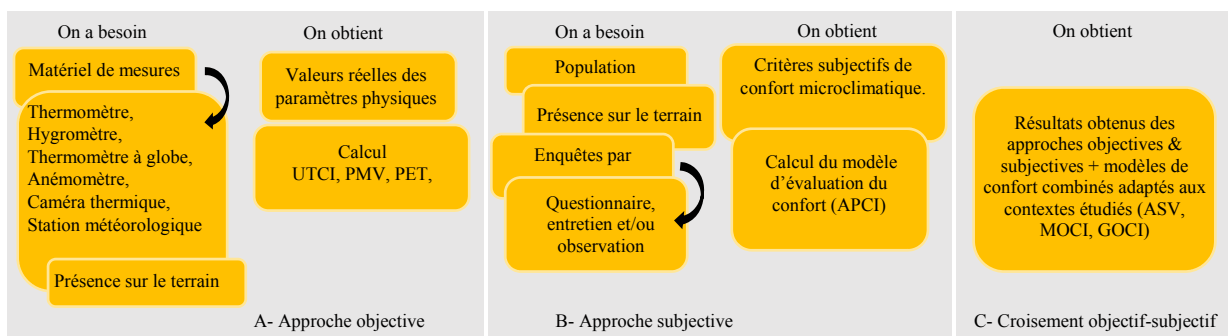 On a besoin
Matériel de mesures
Thermomètre,
Hygromètre,
Thermomètre à globe,
Anémomètre,
Caméra thermique,
Station météorologique
Présence sur le terrain
On obtient
Valeurs réelles des
paramètres physiques
Calcul
UTCI, PMV, PET,
A- Approche objective
On a besoin
Population
Présence sur le terrain
Enquêtes par
Questionnaire,
entretien et/ou
observation
On obtient
Critères subjectifs de
confort microclimatique.
Calcul du modèle
d'évaluation du
confort (APCI)
B- Approche subjective
On obtient
Résultats obtenus des
approches objectives &
subjectives + modèles de
confort combinés adaptés aux
contextes étudiés (ASV,
MOCI, GOCI)
C- Croisement objectif-subjectif